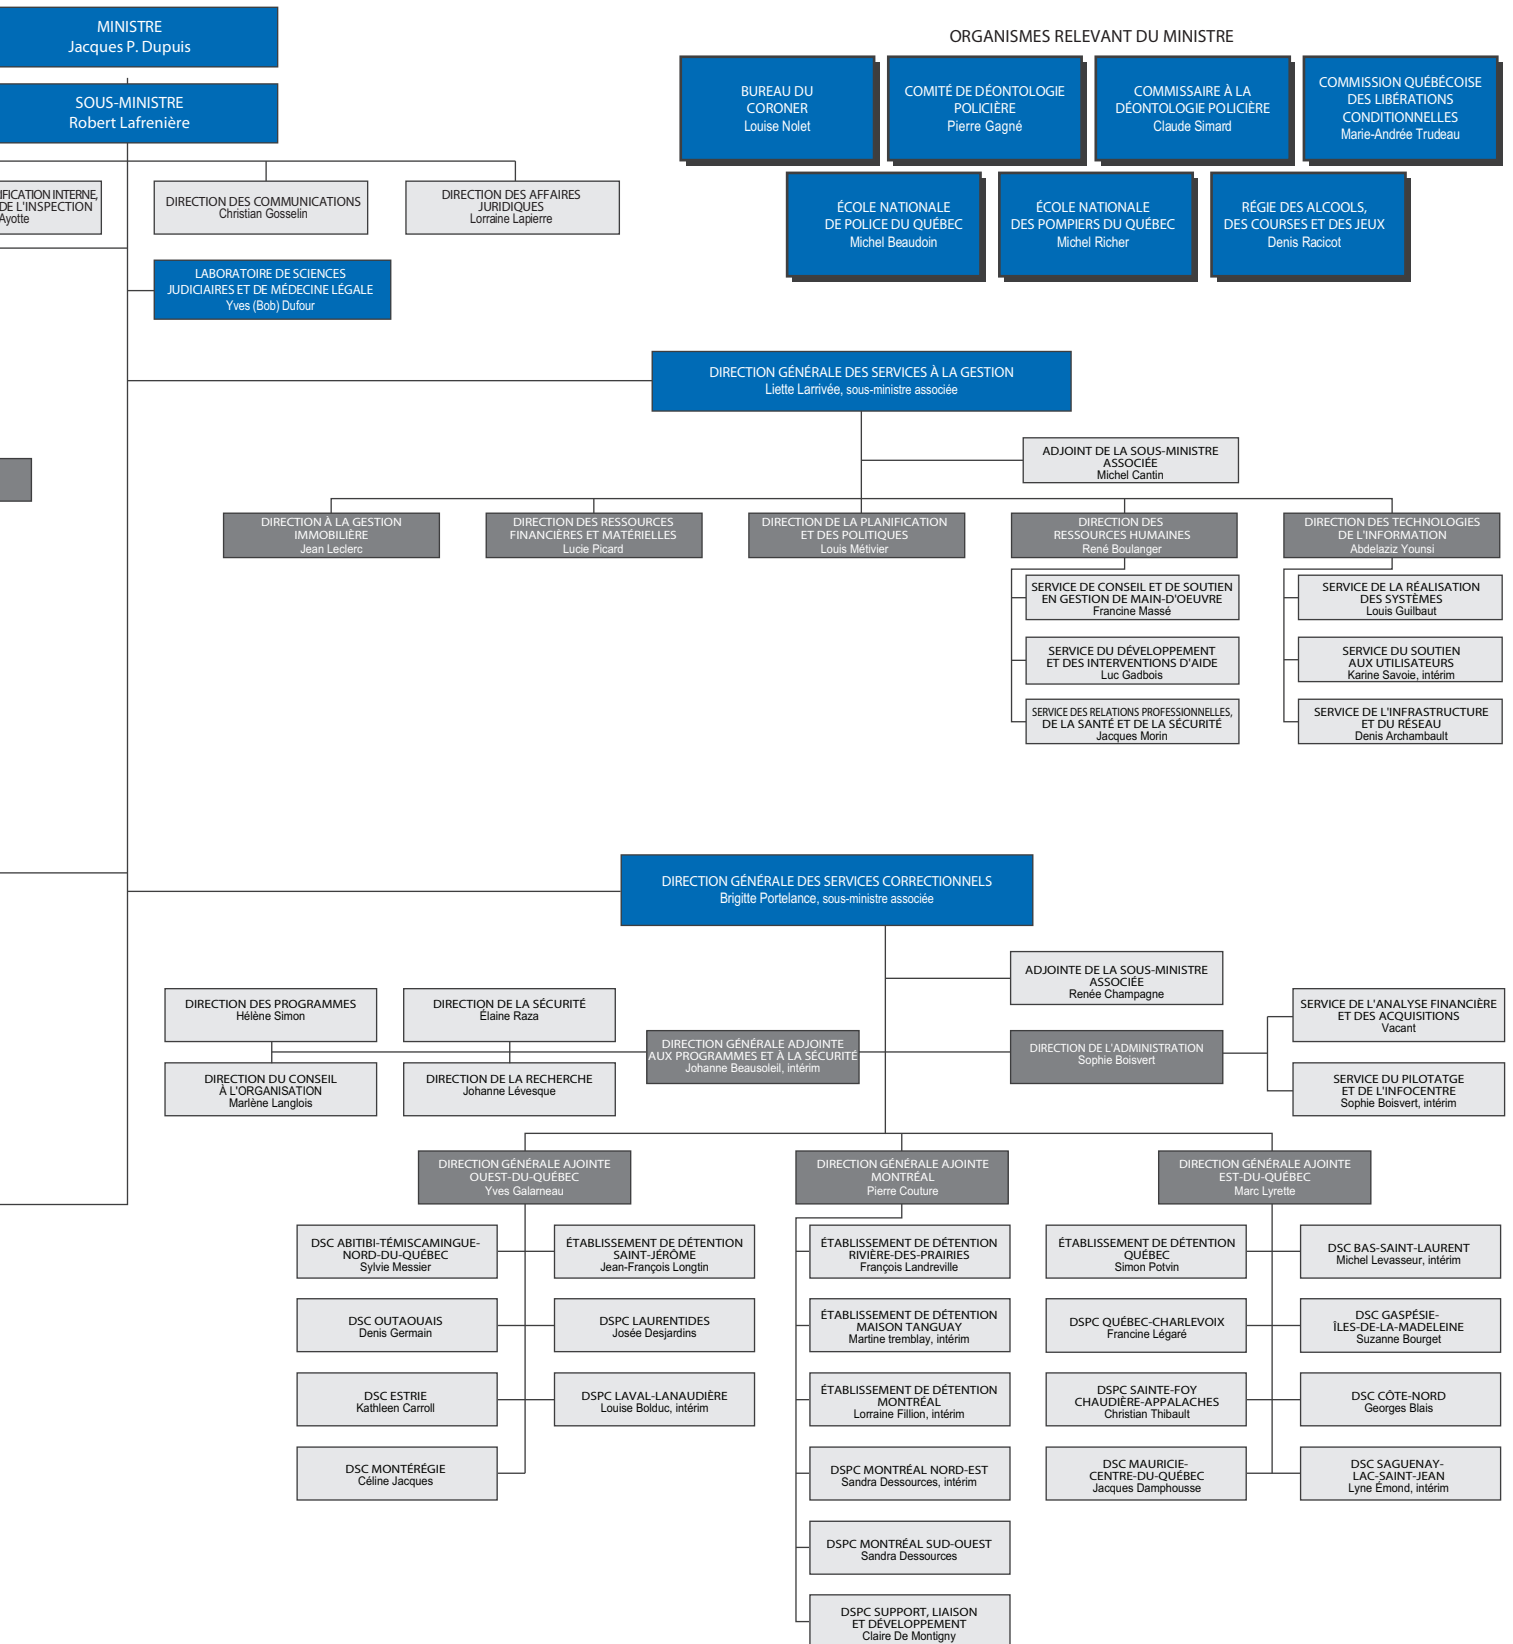 MINISTRE
Jacques P. Dupuis
SOUS-MINISTRE
Robert Lafrenière
ORGANISMES RELEVANT DU MINISTRE
BUREAU DU
CORONER
Louise Nolet
COMITÉ DE DÉONTOLOGIE
POLICIÈRE
Pierre Gagné
COMMISSAIRE À LA
DÉONTOLOGIE POLICIÈRE
Claude Simard
COMMISSION QUÉBÉCOISE
DES LIBÉRATIONS
CONDITIONNELLES
Marie-Andrée Trudeau
ÉCOLE NATIONALE
DE POLICE DU QUÉBEC
Michel Beaudoin
ÉCOLE NATIONALE
DES POMPIERS DU QUÉBEC
Michel Richer
RÉGIE DES ALCOOLS,
DES COURSES ET DES JEUX
Denis Racicot
INTERNE,
DE L'INSPECTION
Ayotte
DIRECTION DES COMMUNICATIONS
Christian Gosselin
DIRECTION DES AFFAIRES
JURIDIQUES
Lorraine Lapierre
LABORATOIRE DE SCIENCES
JUDICIAIRES ET DE MÉDECINE LÉGALE
Yves (Bob) Dufour
DIRECTION GÉNÉRALE DES SERVICES À LA GESTION
Liette Larrivée, sous-ministre associée
ADJOINT DE LA SOUS-MINISTRE
ASSOCIÉE
Michel Cantin
DIRECTION À LA GESTION
IMMOBILIÈRE
Jean Leclerc
DIRECTION DES RESSOURCES
FINANCIÈRES ET MATÉRIELLES
Lucie Picard
DIRECTION DE LA PLANIFICATION
ET DES POLITIQUES
Louis Métivier
DIRECTION DES
RESSOURCES HUMAINES
René Boulanger
DIRECTION DES TECHNOLOGIES
DE L'INFORMATION
Abdelaziz Younsi
SERVICE DE CONSEIL ET DE SOUTIEN
EN GESTION DE MAIN-D'OEUVRE
Francine Massé
SERVICE DU DÉVELOPPEMENT
ET DES INTERVENTIONS D'AIDE
Luc Gadbois
SERVICE DES RELATIONS PROFESSIONNELLES,
DE LA SANTÉ ET DE LA SÉCURITÉ
Jacques Morin
SERVICE DE LA RÉALISATION
DES SYSTÈMES
Louis Guilbaut
SERVICE DU SOUTIEN
AUX UTILISATEURS
Karine Savoie, intérim
SERVICE DE L'INFRASTRUCTURE
ET DU RÉSEAU
Denis Archambault
DIRECTION GÉNÉRALE DES SERVICES CORRECTIONNELS
Brigitte Portelance, sous-ministre associée
ADJOINTE DE LA SOUS-MINISTRE
ASSOCIÉE
Renée Champagne
DIRECTION DES PROGRAMMES
Hélène Simon
DIRECTION DE LA SÉCURITÉ
Élaine Raza
DIRECTION DU CONSEIL
À L'ORGANISATION
Marlène Langlois
DIRECTION DE LA RECHERCHE
Johanne Lévesque
DIRECTION GÉNÉRALE ADJOINTE
AUX PROGRAMMES ET À LA SÉCURITÉ
Johanne Beausoleil, intérim
DIRECTION DE L'ADMINISTRATION
Sophie Boisvert
SERVICE DE L'ANALYSE FINANCIÈRE
ET DES ACQUISITIONS
Vacant
SERVICE DU PILOTATGE
ET DE L'INFOCENTRE
Sophie Boisvert, intérim
DIRECTION GÉNÉRALE AJOINTE
OUEST-DU-QUÉBEC
Yves Galarneau
DIRECTION GÉNÉRALE AJOINTE
MONTRÉAL
Pierre Couture
DIRECTION GÉNÉRALE AJOINTE
EST-DU-QUÉBEC
Marc Lyrette
DSC ABITIBI-TÉMISCAMINGUE-
NORD-DU-QUÉBEC
Sylvie Messier
ÉTABLISSEMENT DE DÉTENTION
SAINT-JÉRÔME
Jean-François Longtin
DSC OUTAOUAIS
Denis Germain
DSPC LAURENTIDES
Josée Desjardins
DSC ESTRIE
Kathleen Carroll
DSPC LAVAL-LANAUDIÈRE
Louise Bolduc, intérim
DSC MONTÉRÉGIE
Céline Jacques
ÉTABLISSEMENT DE DÉTENTION
RIVIÈRE-DES-PRAIRIES
François Landreville
ÉTABLISSEMENT DE DÉTENTION
MAISON TANGUAY
Martine tremblay, intérim
ÉTABLISSEMENT DE DÉTENTION
MONTRÉAL
Lorraine Fillion, intérim
DSPC MONTRÉAL NORD-EST
Sandra Dessources, intérim
DSPC MONTRÉAL SUD-OUEST
Sandra Dessources
DSPC SUPPORT, LIAISON
ET DÉVELOPPEMENT
Claire De Montigny
ÉTABLISSEMENT DE DÉTENTION
QUÉBEC
Simon Potvin
DSC BAS-SAINT-LAURENT
Michel Levasseur, intérim
DSPC QUÉBEC-CHARLEVOIX
Francine Légaré
DSC GASPÉSIE-
ÎLES-DE-LA-MADELEINE
Suzanne Bourget
DSPC SAINTE-FOY
CHAUDIÈRE-APPALACHES
Christian Thibault
DSC CÔTE-NORD
Georges Blais
DSC MAURICIE-
CENTRE-DU-QUÉBEC
Jacques Damphousse
DSC SAGUENAY-
LAC-SAINT-JEAN
Lyne Émond, intérim